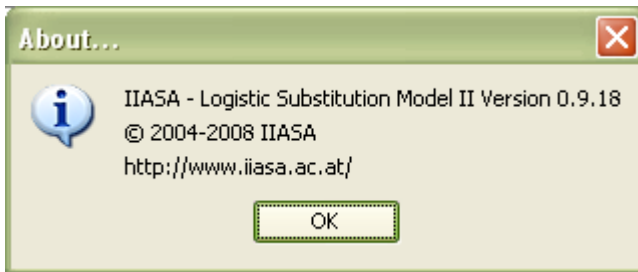 About...
IIASA - Logistic Substitution Model II Version 0.9.18
© 2004-2008 IIASA
http://www.iiasa.ac.at/
OK